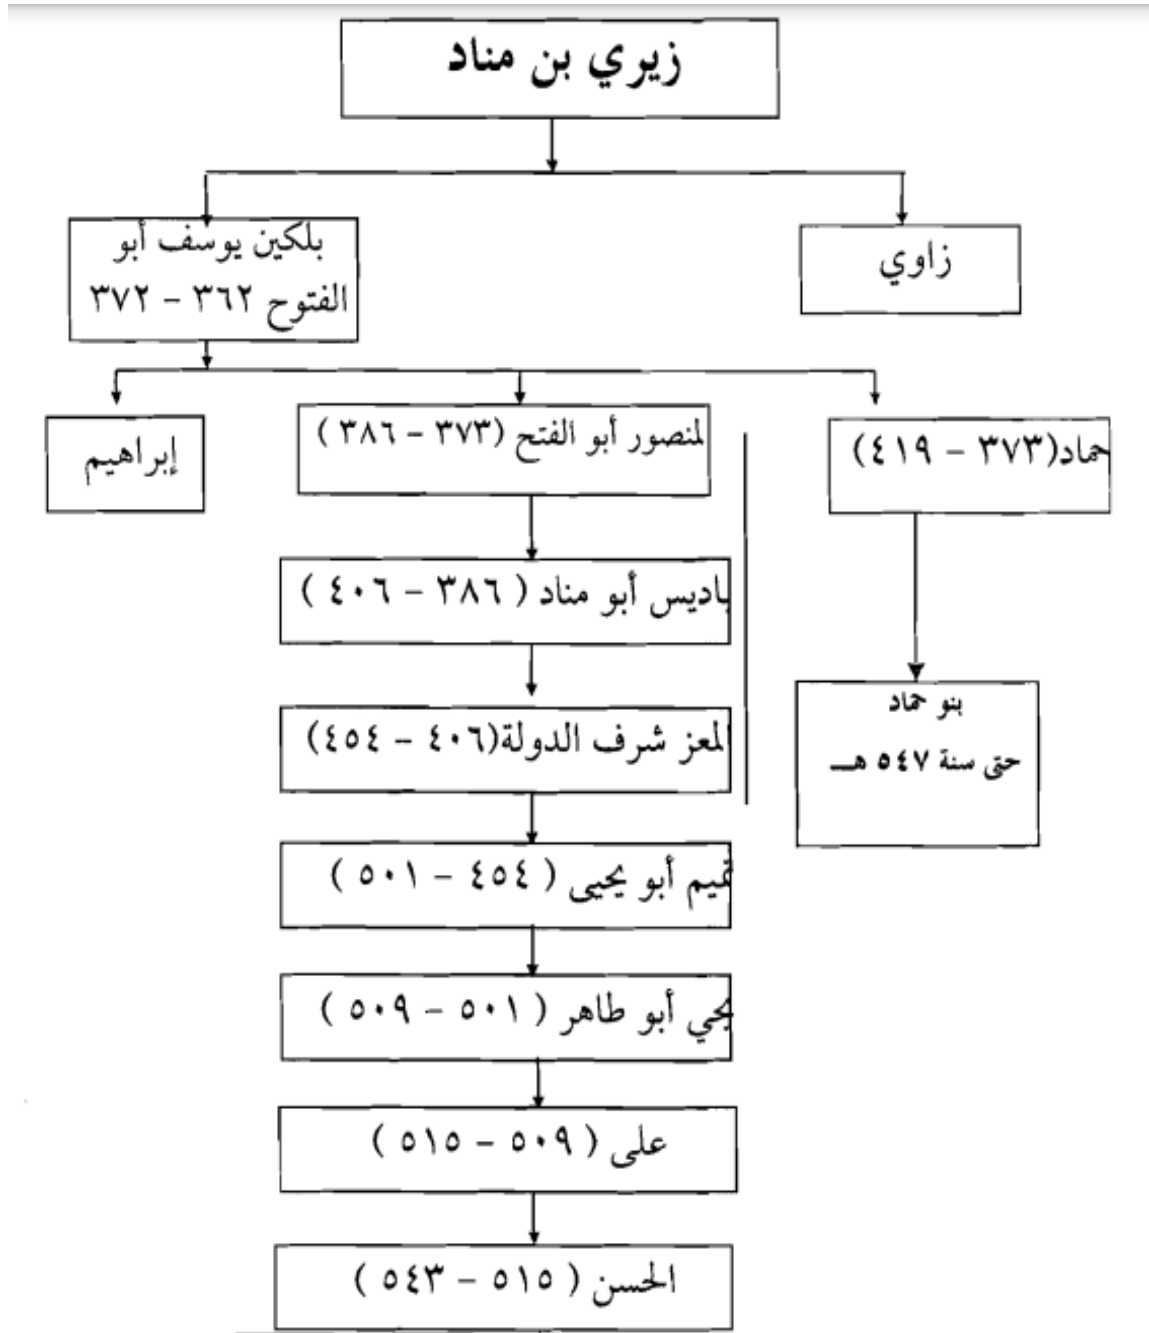 زيري بن مناد
زاوي
بلكين يوسف أبو
الفتوح ٣٦٢ - ٣٧٢
حماد(٣٧٣ - ٤١٩)
لمنصور أبو الفتح (٣٧٣ - ٣٨٦ )
إبراهيم
باديس أبو مناد ( ٣٨٦ - ٤٠٦ )
لمعز شرف الدولة(٤٠٦ - ٤٥٤)
بنو حماد
حتى سنة ٥٤٧ هــ
تميم أبو يحيى ( ٤٥٤ - ٥٠١ )
يحي أبو طاهر ( ٥٠١ - ٥٠٩ )
على ( ٥٠٩ - ٥١٥ )
الحسن ( ٥١٥ - ٥٤٣ )